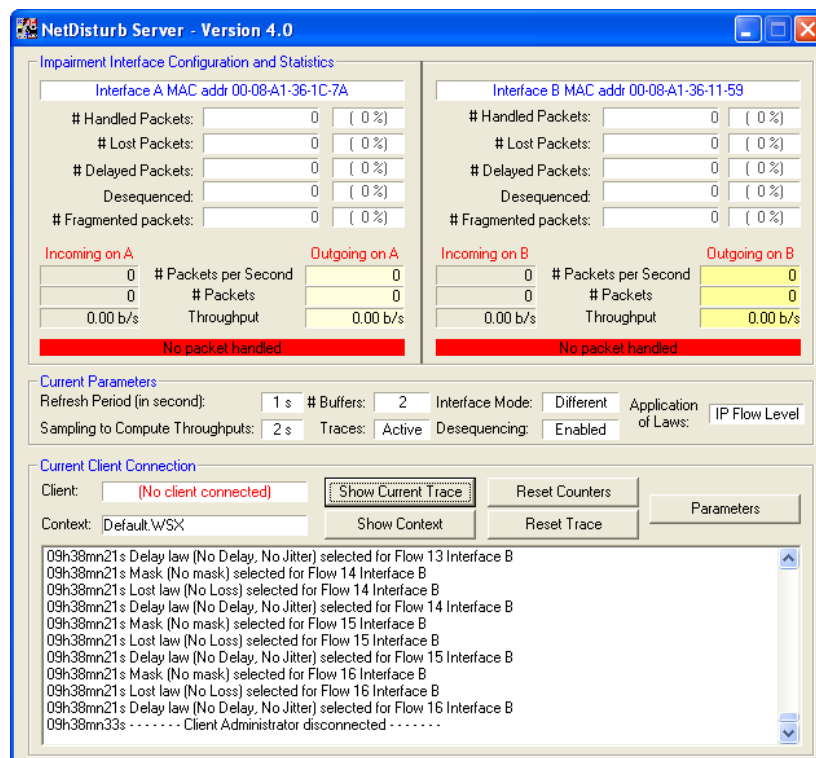 NetDisturb Server - Version 4.0
Impairment Interface Configuration and Statistics
Interface A MAC addr 00-08-A1-36-1C-7A
# Handled Packets: 0 ( 0 %)
# Lost Packets: 0 ( 0 %)
# Delayed Packets: 0 ( 0 %)
Desequenced: 0 ( 0 %)
# Fragmented packets: 0 ( 0 %)
Incoming on A Outgoing on A
0 # Packets per Second 0
0 # Packets 0
0.00 b/s Throughput 0.00 b/s
No packet handled
Interface B MAC addr 00-08-A1-36-11-59
# Handled Packets: 0 ( 0 %)
# Lost Packets: 0 ( 0 %)
# Delayed Packets: 0 ( 0 %)
Desequenced: 0 ( 0 %)
# Fragmented packets: 0 ( 0 %)
Incoming on B Outgoing on B
0 # Packets per Second 0
0 # Packets 0
0.00 b/s Throughput 0.00 b/s
No packet handled
Current Parameters
Refresh Period (in second): 1 s # Buffers: 2 Interface Mode: Different Application of Laws: IP Flow Level
Sampling to Compute Throughputs: 2 s Traces: Active Desequencing: Enabled
Current Client Connection
Client: (No client connected) Show Current Trace Reset Counters Parameters
Context: Default.WSX Show Context Reset Trace
09h38mn21s Delay law (No Delay, No Jitter) selected for Flow 13 Interface B
09h38mn21s Mask (No mask) selected for Flow 14 Interface B
09h38mn21s Lost law (No Loss) selected for Flow 14 Interface B
09h38mn21s Delay law (No Delay, No Jitter) selected for Flow 14 Interface B
09h38mn21s Mask (No mask) selected for Flow 15 Interface B
09h38mn21s Lost law (No Loss) selected for Flow 15 Interface B
09h38mn21s Delay law (No Delay, No Jitter) selected for Flow 15 Interface B
09h38mn21s Mask (No mask) selected for Flow 16 Interface B
09h38mn21s Lost law (No Loss) selected for Flow 16 Interface B
09h38mn21s Delay law (No Delay, No Jitter) selected for Flow 16 Interface B
09h38mn33s - - - - - - - Client Administrator disconnected - - - - - - -